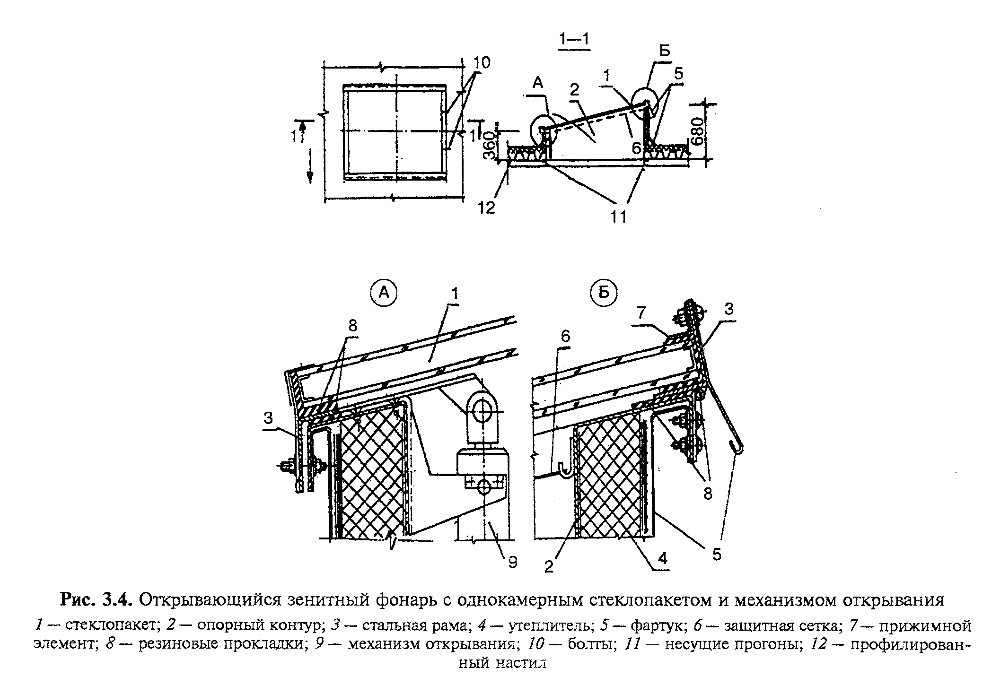 1—1
Б
10
5
А
1
2
1
1
360
6
680
12
11
А
Б
1
3
7
8
6
3
8
9
2
4
5
Рис. 3.4. Открывающийся зенитный фонарь с однокамерным стеклопакетом и механизмом открывания
1 — стеклопакет; 2 — опорный контур; 3 — стальная рама; 4 — утеплитель; 5 — фартук; 6 — защитная сетка; 7 — прижимной
элемент; 8 — резиновые прокладки; 9 — механизм открывания; 10 — болты; 11 — несущие прогоны; 12 — профилирован-
ный настил